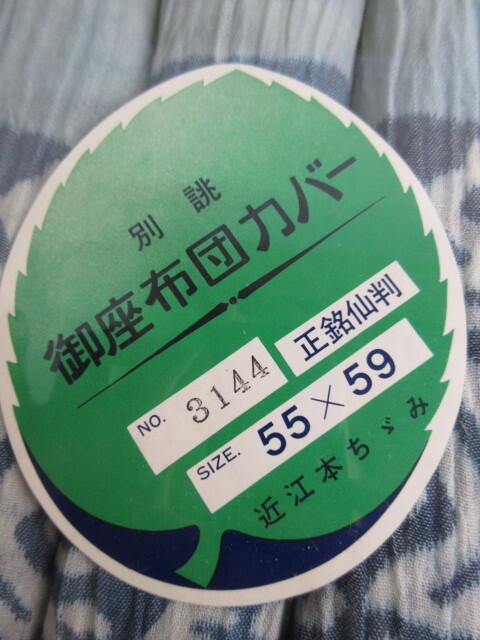 別誂
御座布団カバー
正銘仙判
NO. 3144
SIZE. 55×59
近江本ちゞみ